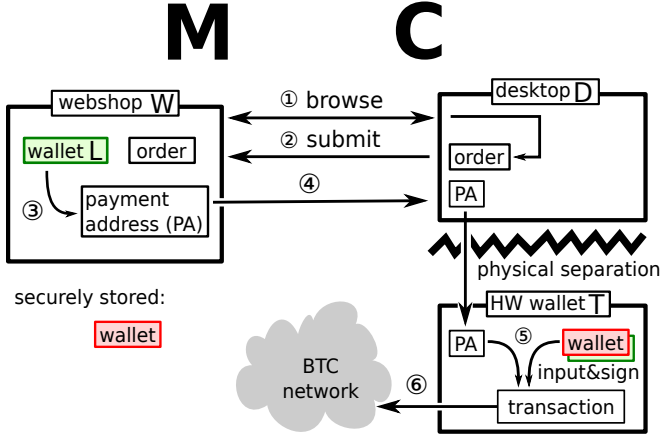 M
C
webshop W
wallet L
order
③
payment
address (PA)
① browse
② submit
④
desktop D
order
PA
physical separation
securely stored:
wallet
HW wallet T
PA
⑤
wallet
input&sign
transaction
⑥
BTC
network